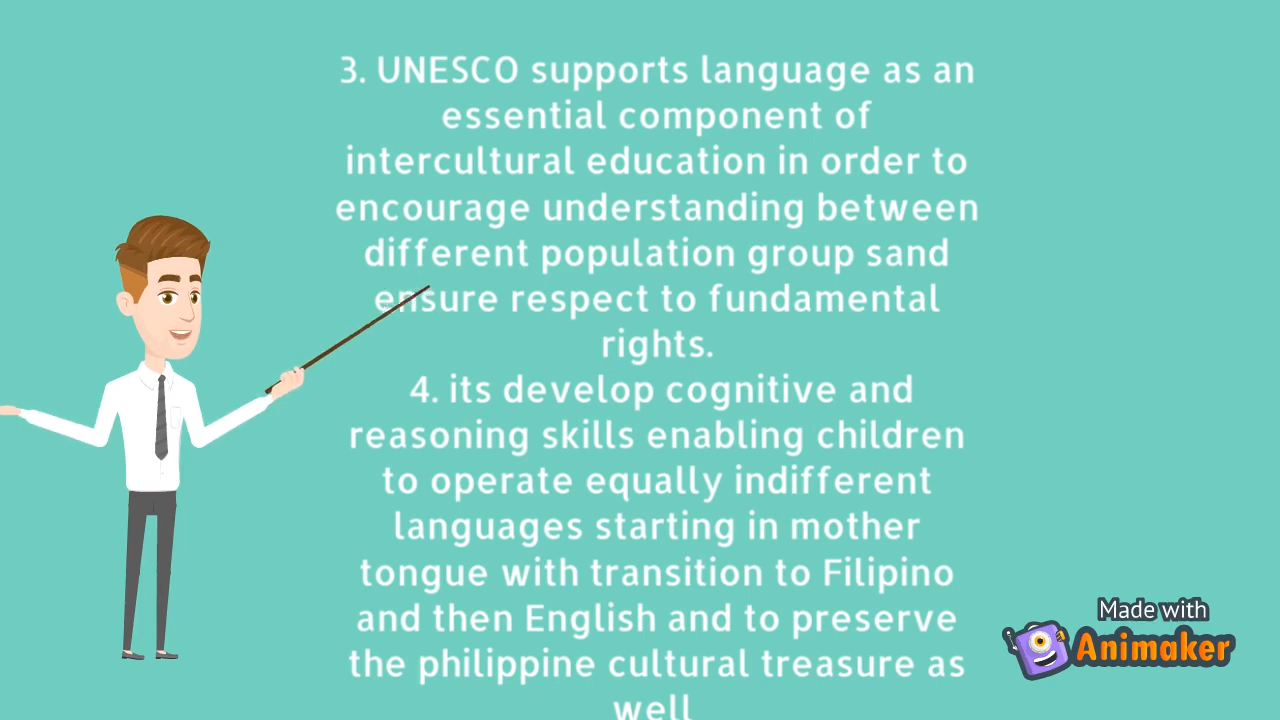 3. UNESCO supports language as an
essential component of
intercultural education in order to
encourage understanding between
different population group sand
ensure respect to fundamental
rights.
4. its develop cognitive and
reasoning skills enabling children
to operate equally indifferent
languages starting in mother
tongue with transition to Filipino
and then English and to preserve
the philippine cultural treasure as
well
Made with
Animaker